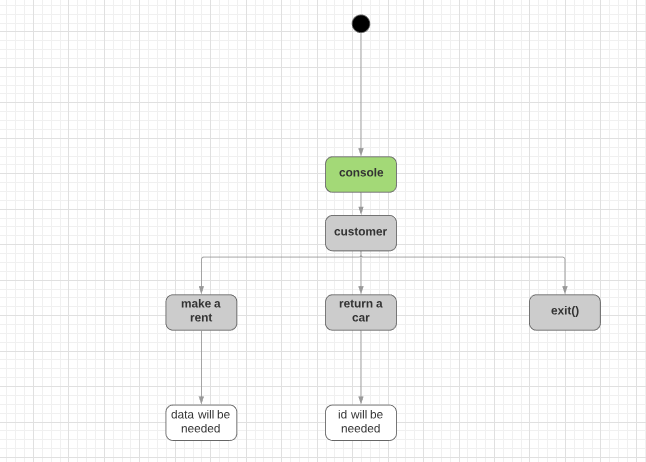 console
customer
make a
rent
return a
car
exit()
data will be
needed
id will be
needed